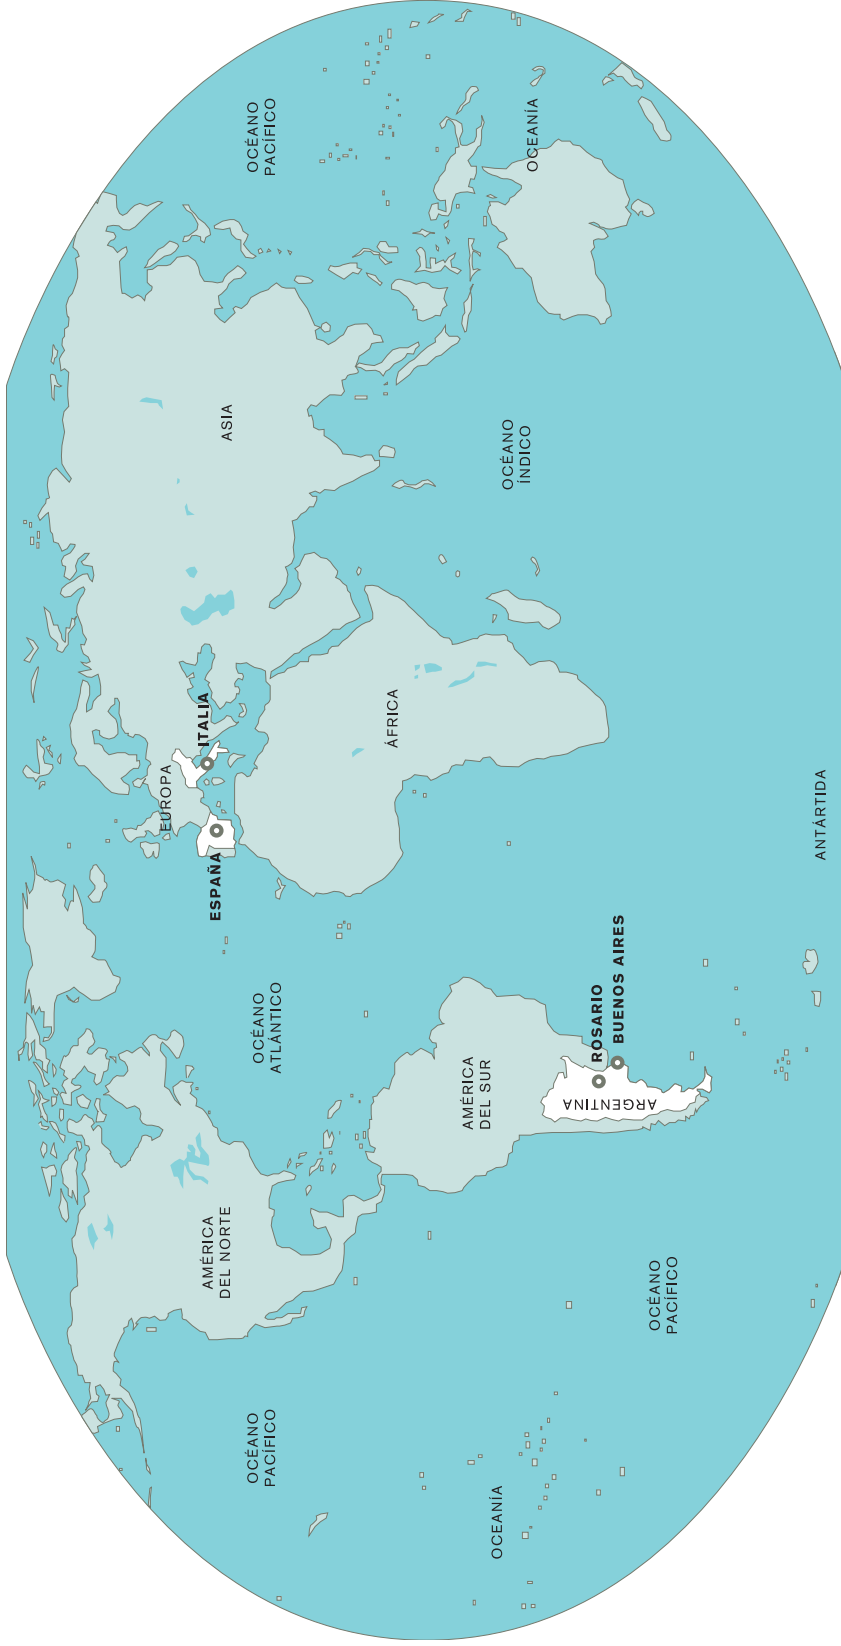 AMÉRICA
DEL NORTE
OCÉANO
PACÍFICO
OCÉANO
ATLÁNTICO
EUROPA
ESPAÑA
ITALIA
ASIA
OCÉANO
PACÍFICO
ÁFRICA
OCÉANO
ÍNDICO
OCEANÍA
OCEANÍA
AMÉRICA
DEL SUR
ARGENTINA
ROSARIO
BUENOS AIRES
OCÉANO
PACÍFICO
ANTÁRTIDA